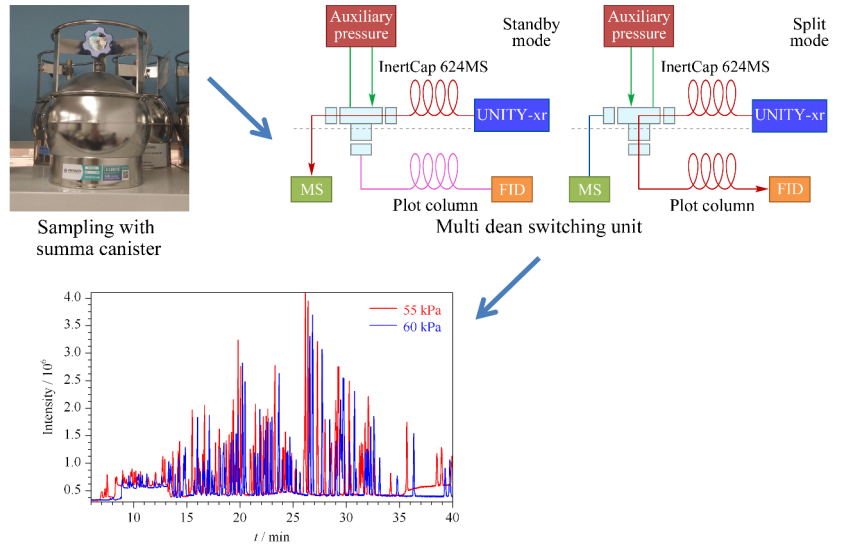 Auxiliary
pressure
Standby
mode
InertCap 624MS
UNITY-xr
MS
Plot column
FID
Auxiliary
pressure
Split
mode
InertCap 624MS
UNITY-xr
MS
Plot column
FID
Sampling with
summa canister
Multi dean switching unit
55 kPa
60 kPa
Intensity / 10⁶
4.0
3.5
3.0
2.5
2.0
1.5
1.0
0.5
10
15
20
25
30
35
40
t / min